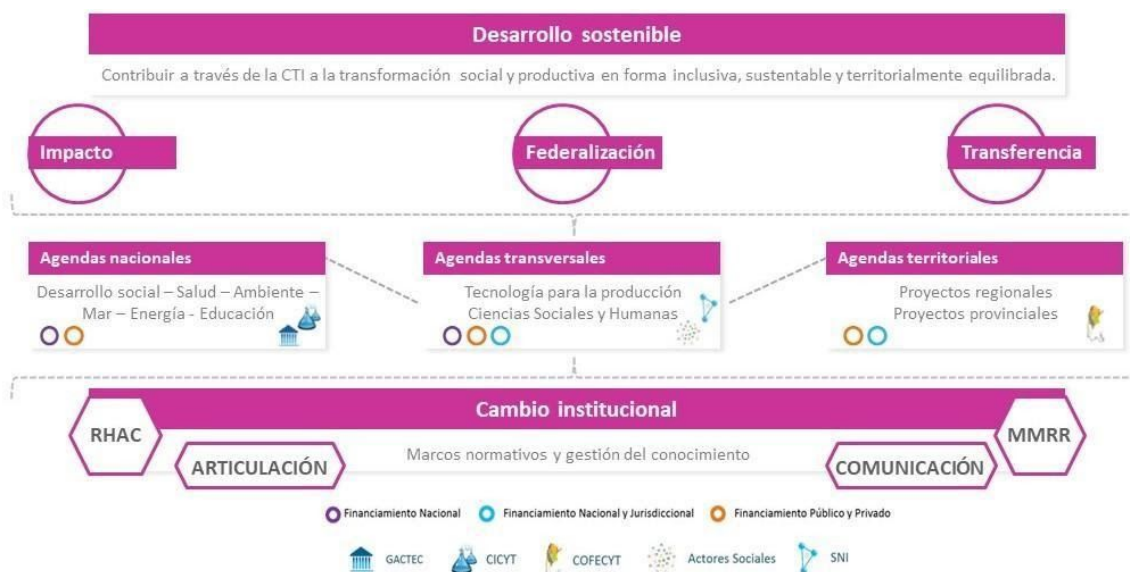 Desarrollo sostenible
Contribuir a través de la CTI a la transformación social y productiva en forma inclusiva, sustentable y territorialmente equilibrada.
Impacto
Federalización
Transferencia
Agendas nacionales
Desarrollo social – Salud – Ambiente –
Mar – Energía - Educación
Agendas transversales
Tecnología para la producción
Ciencias Sociales y Humanas
Agendas territoriales
Proyectos regionales
Proyectos provinciales
Cambio institucional
RHAC
MMRR
Marcos normativos y gestión del conocimiento
ARTICULACIÓN
COMUNICACIÓN
Financiamiento Nacional
Financiamiento Nacional y Jurisdiccional
Financiamiento Público y Privado
GACTEC
CICYT
COFECYT
Actores Sociales
SNI